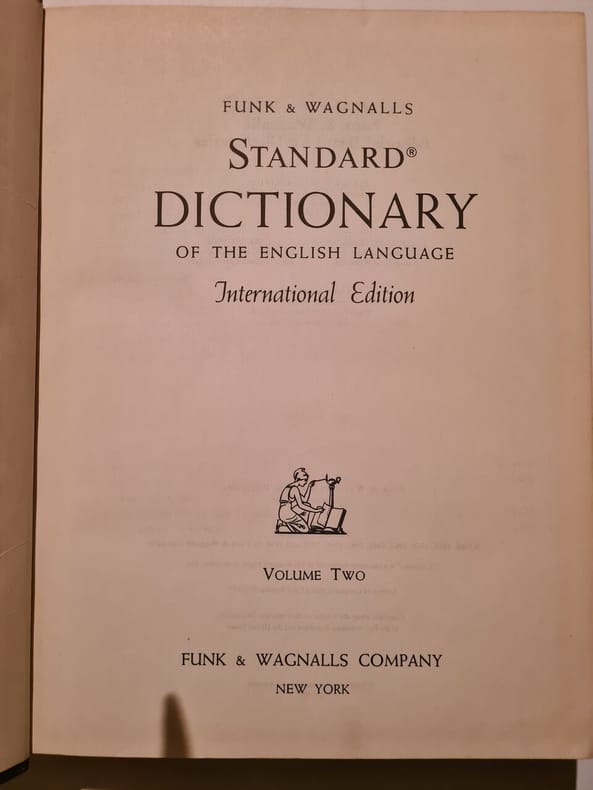 FUNK & WAGNALLS
STANDARD®
DICTIONARY
OF THE ENGLISH LANGUAGE
International Edition
VOLUME TWO
FUNK & WAGNALLS COMPANY
NEW YORK